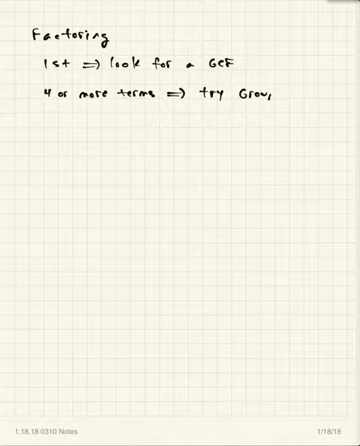 Factoring
1st => look for a GCF
4 or more terms => try Grou
1.18.18 0310 Notes
1/18/18